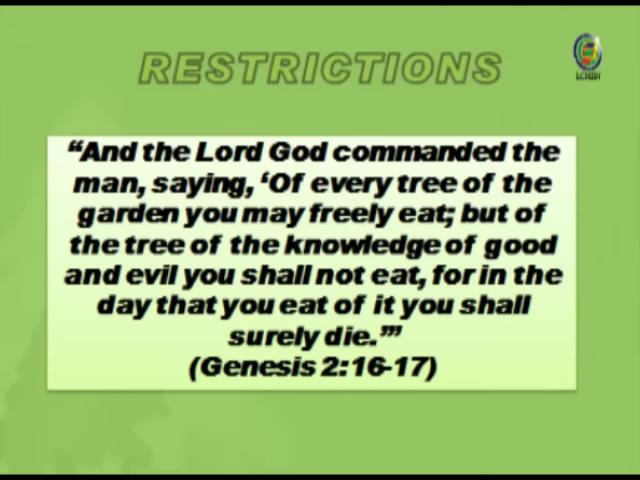 RESTRICTIONS
“And the Lord God commanded the
man, saying, ‘Of every tree of the
garden you may freely eat; but of
the tree of the knowledge of good
and evil you shall not eat, for in the
day that you eat of it you shall
surely die.’”
(Genesis 2:16-17)